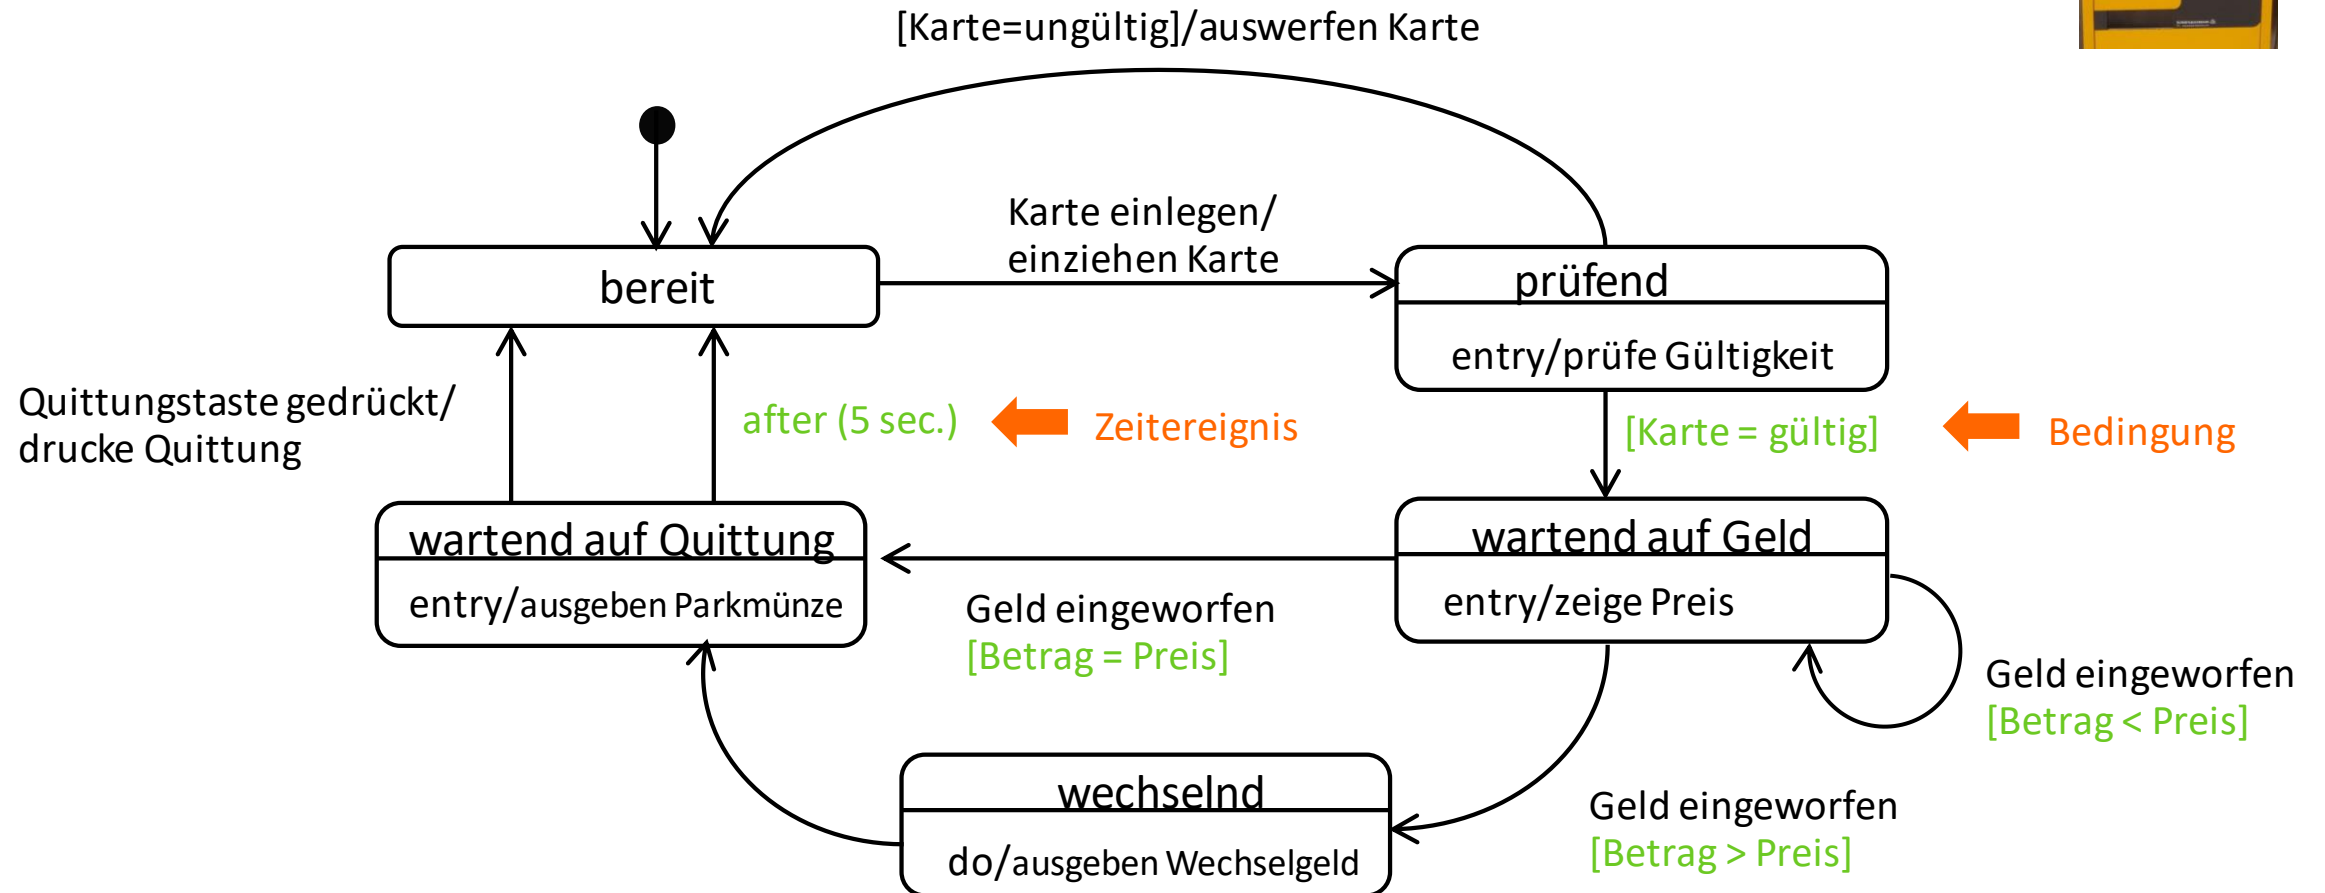 [Karte=ungültig]/auswerfen Karte
Karte einlegen/
einziehen Karte
bereit
prüfend
entry/prüfe Gültigkeit
Quittungstaste gedrückt/
drucke Quittung
after (5 sec.)
Zeitereignis
[Karte = gültig]
Bedingung
wartend auf Quittung
entry/ausgeben Parkmünze
wartend auf Geld
entry/zeige Preis
Geld eingeworfen
[Betrag = Preis]
Geld eingeworfen
[Betrag < Preis]
wechselnd
do/ausgeben Wechselgeld
Geld eingeworfen
[Betrag > Preis]